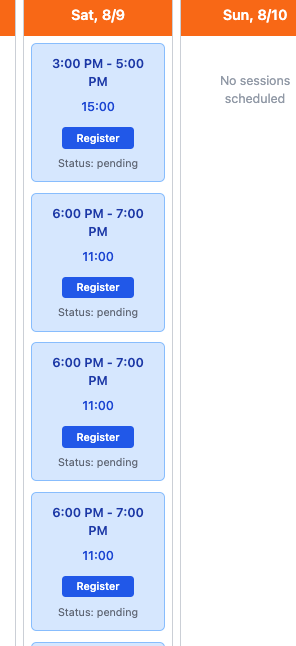 Sat, 8/9
3:00 PM - 5:00
PM
15:00
Register
Status: pending
6:00 PM - 7:00
PM
11:00
Register
Status: pending
6:00 PM - 7:00
PM
11:00
Register
Status: pending
6:00 PM - 7:00
PM
11:00
Register
Status: pending
Sun, 8/10
No sessions
scheduled